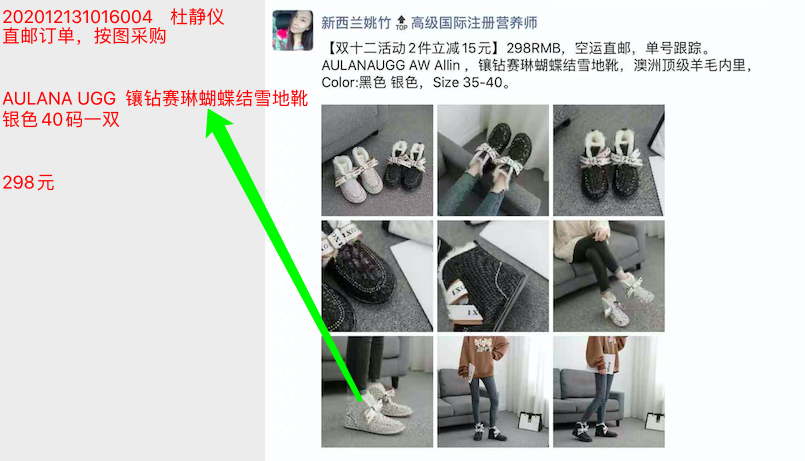 202012131016004 杜静仪
直邮订单，按图采购
AULANA UGG 镶钻赛琳蝴蝶结雪地靴
银色40码一双
298元
新西兰姚竹🔝高级国际注册营养师
【双十二活动2件立减15元】298RMB，空运直邮，单号跟踪。
AULANAUGG AW Allin ，镶钻赛琳蝴蝶结雪地靴，澳洲顶级羊毛内里，
Color:黑色 银色，Size 35-40。